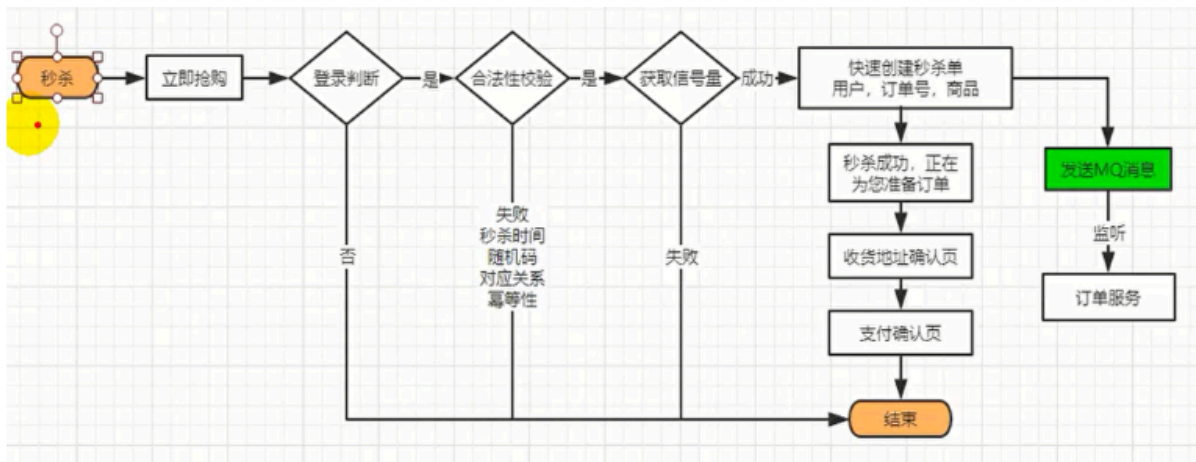 秒杀
立即抢购
登录判断
是
合法性校验
是
获取信号量
成功
快速创建秒杀单
用户，订单号，商品
秒杀成功，正在
为您准备订单
发送MQ消息
失败
秒杀时间
随机码
对应关系
幂等性
否
失败
监听
收货地址确认页
订单服务
支付确认页
结束